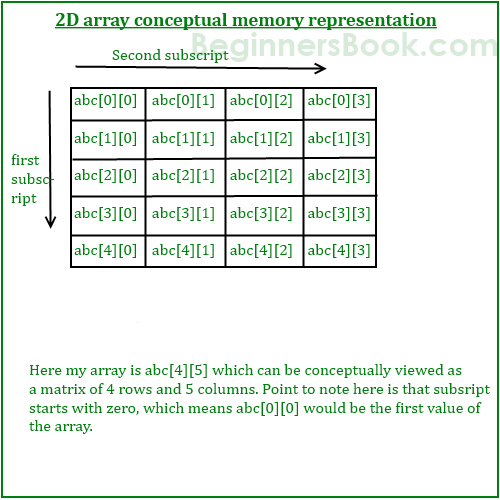 2D array conceptual memory representation
BeginnersBook.com
Second subscript
first
subsc-
ript
abc[0][0] abc[0][1] abc[0][2] abc[0][3]
abc[1][0] abc[1][1] abc[1][2] abc[1][3]
abc[2][0] abc[2][1] abc[2][2] abc[2][3]
abc[3][0] abc[3][1] abc[3][2] abc[3][3]
abc[4][0] abc[4][1] abc[4][2] abc[4][3]
Here my array is abc[4][5] which can be conceptually viewed as
a matrix of 4 rows and 5 columns. Point to note here is that subsript
starts with zero, which means abc[0][0] would be the first value of
the array.